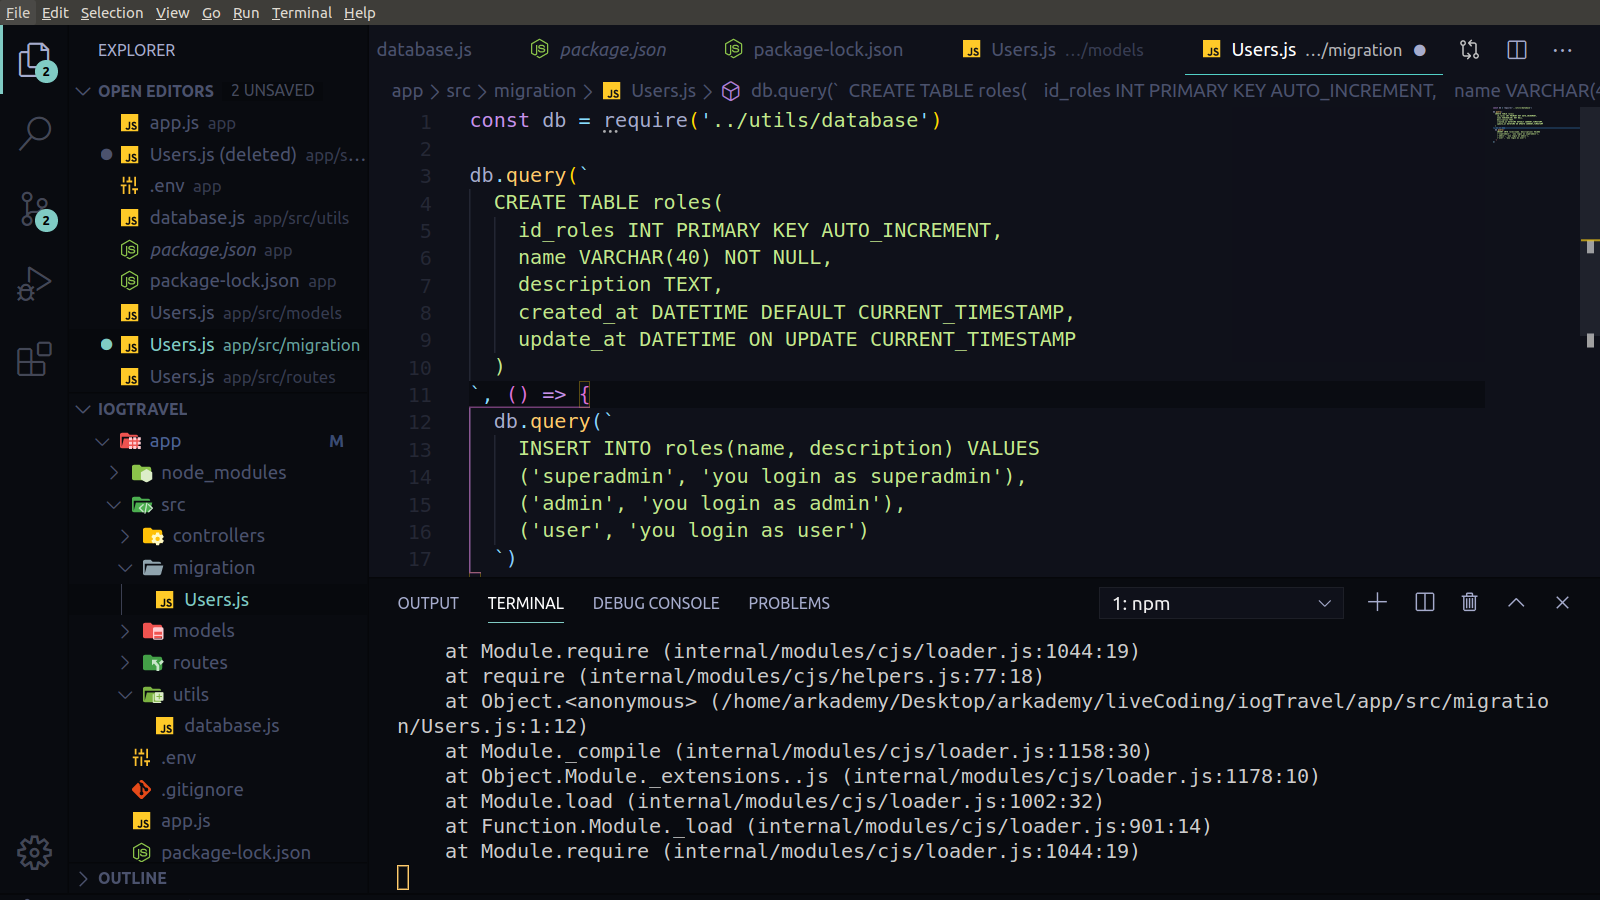 File Edit Selection View Go Run Terminal Help
EXPLORER
OPEN EDITORS 2 UNSAVED
app.js app
Users.js (deleted) app/s...
.env app
database.js app/src/utils
package.json app
package-lock.json app
Users.js app/src/models
Users.js app/src/migration
Users.js app/src/routes
IOGTRAVEL
app M
node_modules
src
controllers
migration
Users.js
models
routes
utils
database.js
.env
.gitignore
app.js
package-lock.json
OUTLINE
2
2
database.js package.json package-lock.json Users.js .../models Users.js .../migration
app > src > migration > Users.js > db.query(` CREATE TABLE roles( id_roles INT PRIMARY KEY AUTO_INCREMENT, name VARCHAR(4
1 const db = require('../utils/database')
2
3 db.query(`
4 CREATE TABLE roles(
5 id_roles INT PRIMARY KEY AUTO_INCREMENT,
6 name VARCHAR(40) NOT NULL,
7 description TEXT,
8 created_at DATETIME DEFAULT CURRENT_TIMESTAMP,
9 update_at DATETIME ON UPDATE CURRENT_TIMESTAMP
10 )
11 `, () => {
12 db.query(`
13 INSERT INTO roles(name, description) VALUES
14 ('superadmin', 'you login as superadmin'),
15 ('admin', 'you login as admin'),
16 ('user', 'you login as user')
17 `)
OUTPUT TERMINAL DEBUG CONSOLE PROBLEMS 1: npm
at Module.require (internal/modules/cjs/loader.js:1044:19)
at require (internal/modules/cjs/helpers.js:77:18)
at Object.<anonymous> (/home/arkademy/Desktop/arkademy/liveCoding/iogTravel/app/src/migratio
n/Users.js:1:12)
at Module._compile (internal/modules/cjs/loader.js:1158:30)
at Object.Module._extensions..js (internal/modules/cjs/loader.js:1178:10)
at Module.load (internal/modules/cjs/loader.js:1002:32)
at Function.Module._load (internal/modules/cjs/loader.js:901:14)
at Module.require (internal/modules/cjs/loader.js:1044:19)